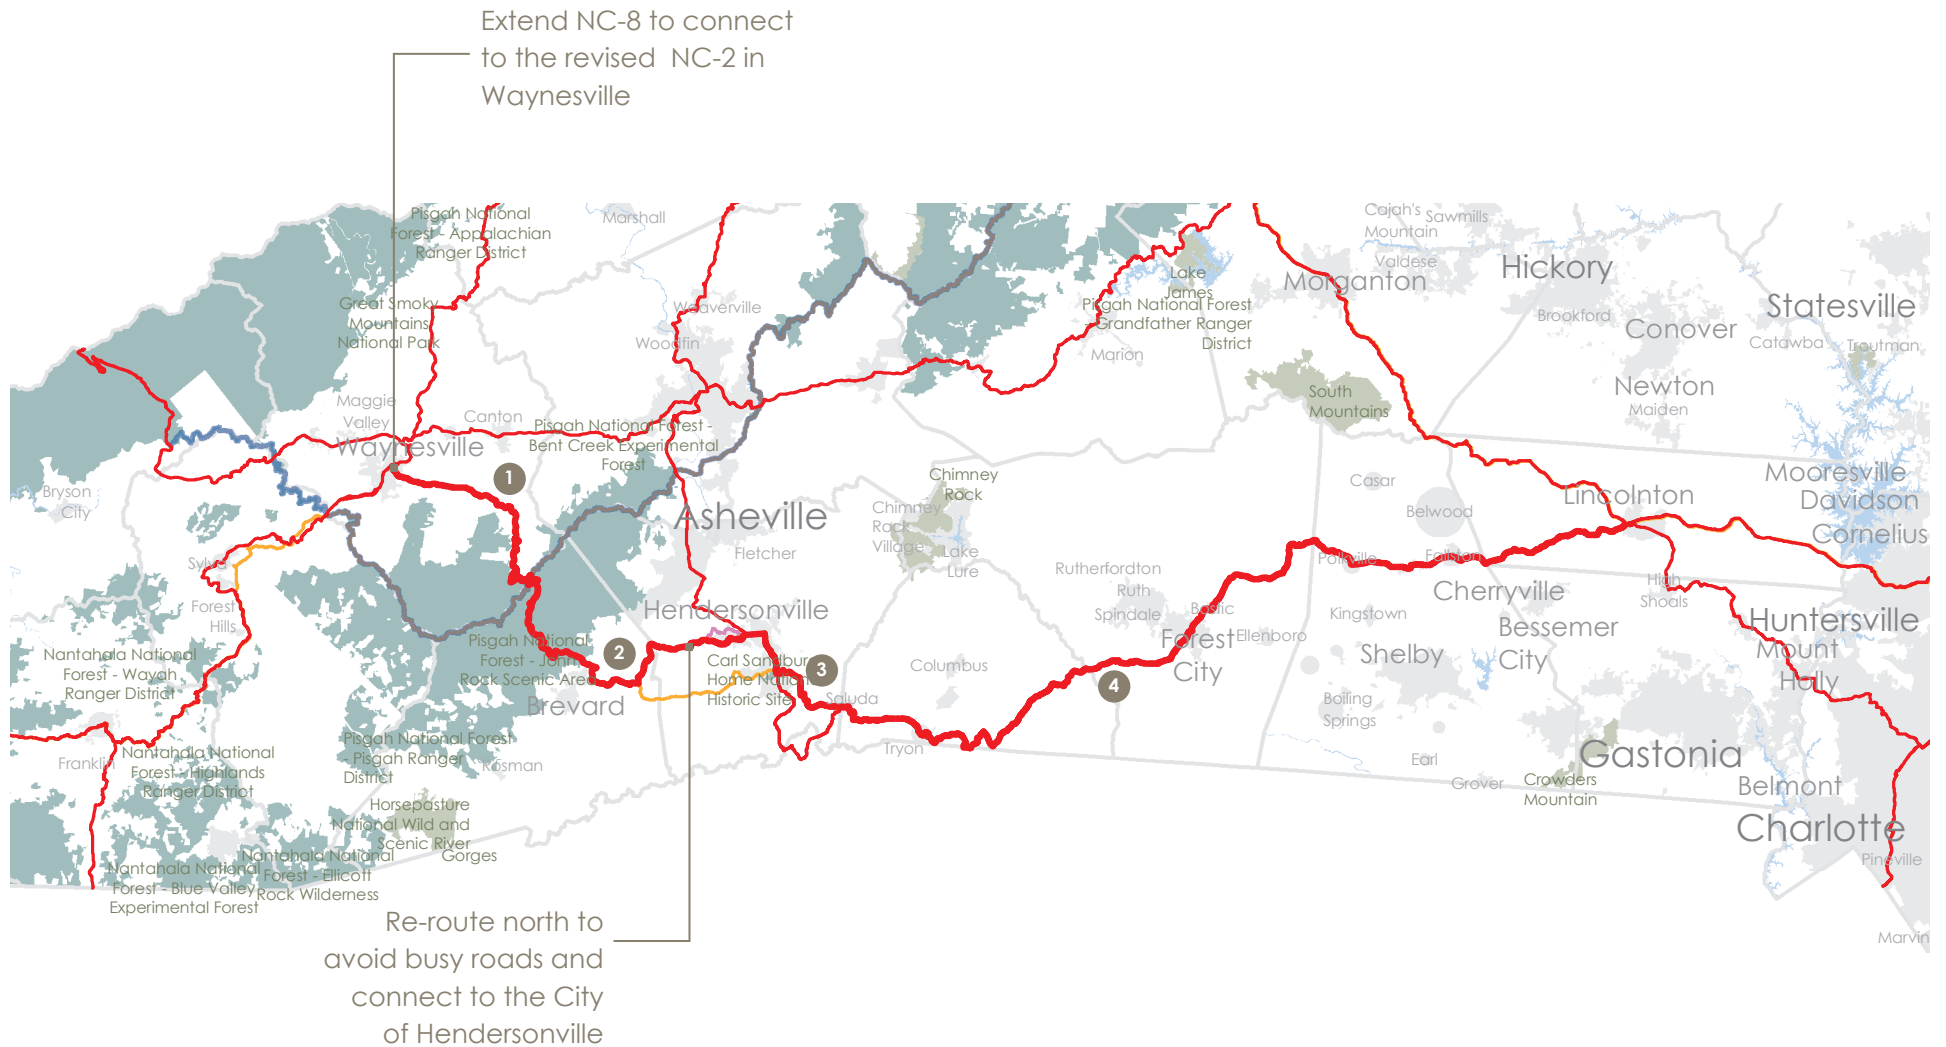 Extend NC-8 to connect
to the revised NC-2 in
Waynesville
Pisgah National
Forest - Appalachian
Ranger District
Marshall
Cajah's
Mountain
Sawmills
Valdese
Hickory
Morganton
Lake
James
Great Smoky
Mountains
National Park
Weaverville
Woodfin
Pisgah National Forest
Grandfather Ranger
District
Marion
Brookford
Conover
Statesville
Catawba
Troutman
Newton
Maiden
South
Mountains
Maggie
Valley
Canton
Waynesville
Pisgah National Forest -
Bent Creek Experimental
Forest
1
Chimney
Rock
Casar
Mooresville
Davidson
Cornelius
Lincolnton
Belwood
Bryson
City
Asheville
Chimney
Rock
Village
Lake
Lure
Fletcher
Polkville
Fallston
Sylva
Rutherfordton
Ruth
Spindale
Cherryville
High
Shoals
Forest
Hills
Hendersonville
Bostic
Kingstown
Huntersville
Bessemer
City
Forest
City
Ellenboro
Shelby
Mount
Holly
Pisgah National
Forest - John
Rock Scenic Area
2
Carl Sandburg
Home Nation
Historic Site
3
Columbus
4
Nantahala National
Forest - Wayah
Ranger District
Brevard
Saluda
Boiling
Springs
Tryon
Earl
Grover
Gastonia
Crowders
Mountain
Belmont
Charlotte
Pineville
Marvin
Franklin
Nantahala National
Forest - Highlands
Ranger District
Pisgah National Forest
- Pisgah Ranger
District
Rosman
Horsepasture
National Wild and
Scenic River
Gorges
Nantahala National
Forest - Blue Valley
Experimental Forest
Nantahala National
Forest - Ellicott
Rock Wilderness
Re-route north to
avoid busy roads and
connect to the City
of Hendersonville